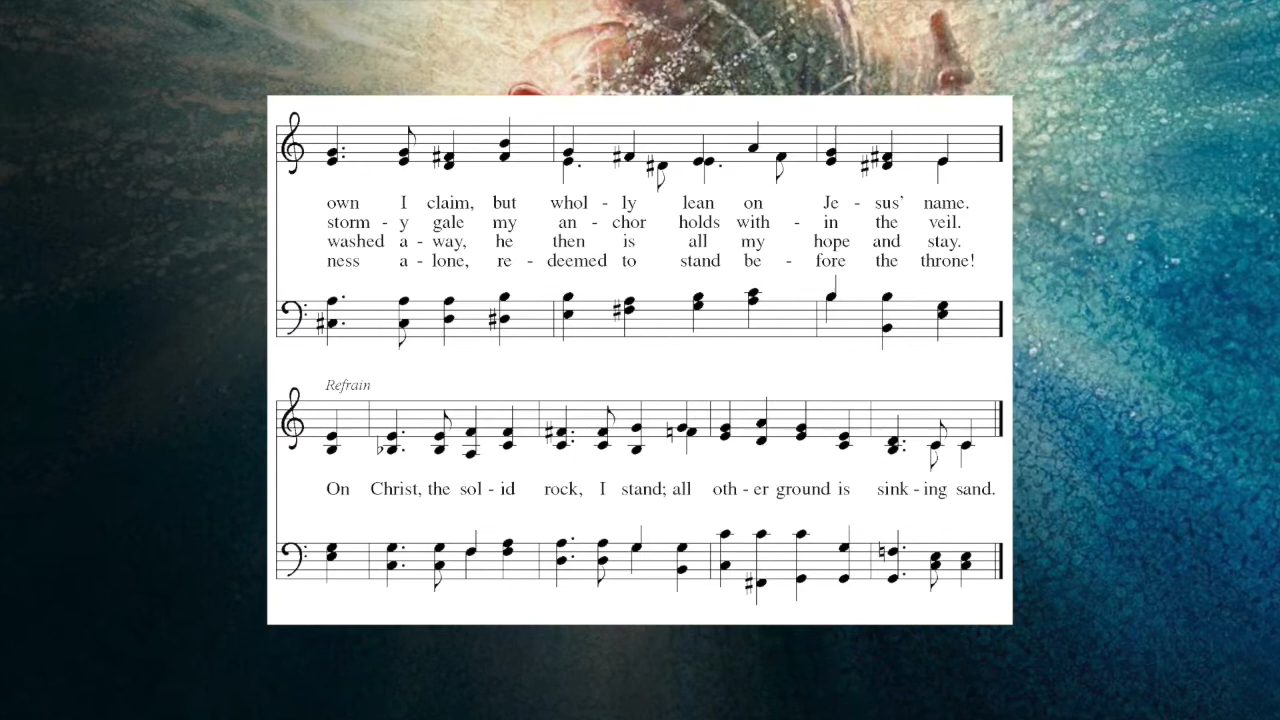 own I claim, but whol - ly lean on Je - sus’ name.
storm - y gale my an - chor holds with - in the veil.
washed a - way, he then is all my hope and stay.
ness a - lone, re - deemed to stand be - fore the throne!
Refrain
On Christ, the sol - id rock, I stand; all oth - er ground is sink - ing sand.